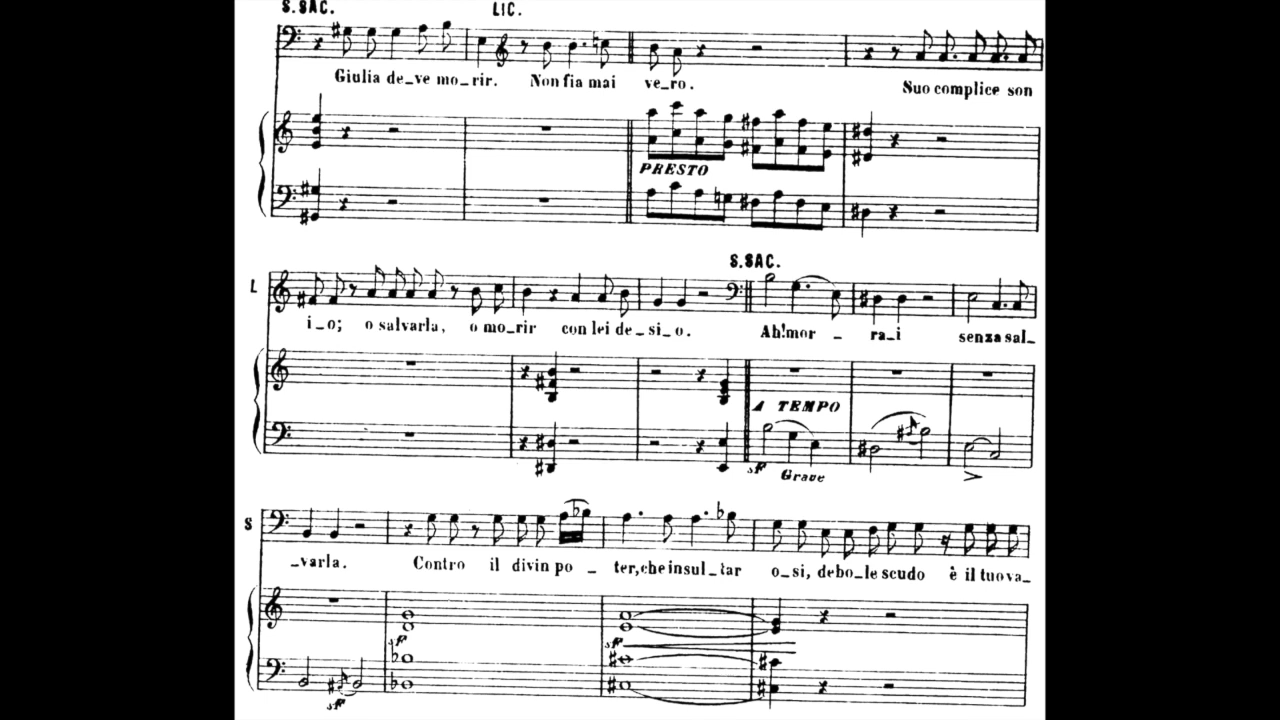 S.SAC. LIC.
Giulia de_ve mo_rir. Non fia mai ve_ro. Suo complice son
PRESTO
S.SAC.
L
i_o; o salvarla, o mo_rir con lei de_si_o. Ah! mor _ ra_i senza sal_
A TEMPO
sf Grave
S
_varla. Contro il divin po _ ter, che insul_tar o_si, debo_le scudo è il tuo va_
sf sf
sf